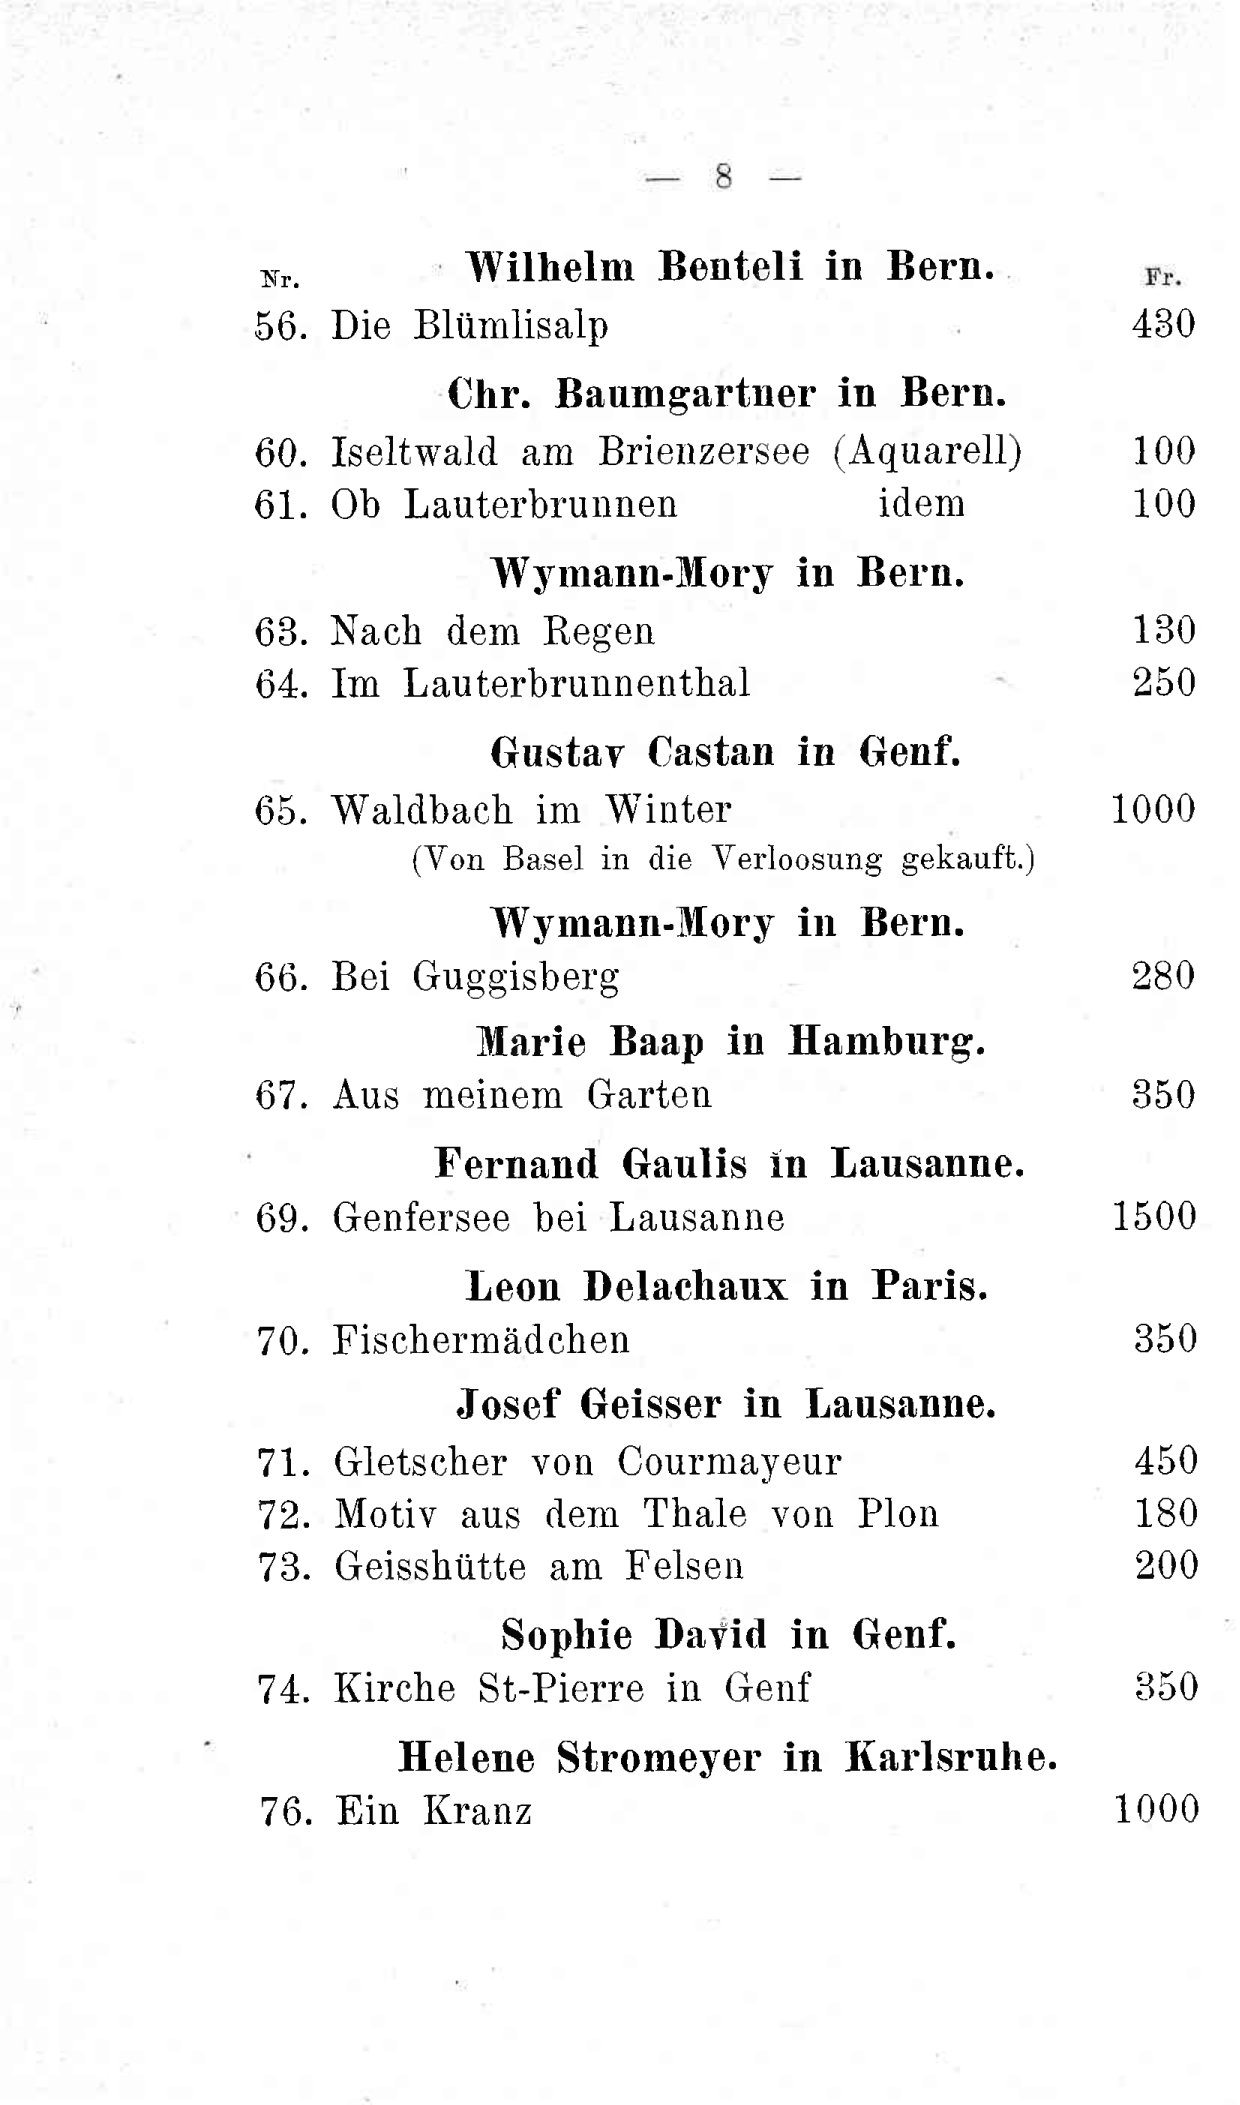 — 8 —
Nr. Wilhelm Benteli in Bern. Fr.
56. Die Blümlisalp 430
Chr. Baumgartner in Bern.
60. Iseltwald am Brienzersee (Aquarell) 100
61. Ob Lauterbrunnen idem 100
Wymann-Mory in Bern.
63. Nach dem Regen 130
64. Im Lauterbrunnenthal 250
Gustav Castan in Genf.
65. Waldbach im Winter 1000
(Von Basel in die Verloosung gekauft.)
Wymann-Mory in Bern.
66. Bei Guggisberg 280
Marie Baap in Hamburg.
67. Aus meinem Garten 350
Fernand Gaulis in Lausanne.
69. Genfersee bei Lausanne 1500
Leon Delachaux in Paris.
70. Fischermädchen 350
Josef Geisser in Lausanne.
71. Gletscher von Courmayeur 450
72. Motiv aus dem Thale von Plon 180
73. Geisshütte am Felsen 200
Sophie David in Genf.
74. Kirche St-Pierre in Genf 350
Helene Stromeyer in Karlsruhe.
76. Ein Kranz 1000